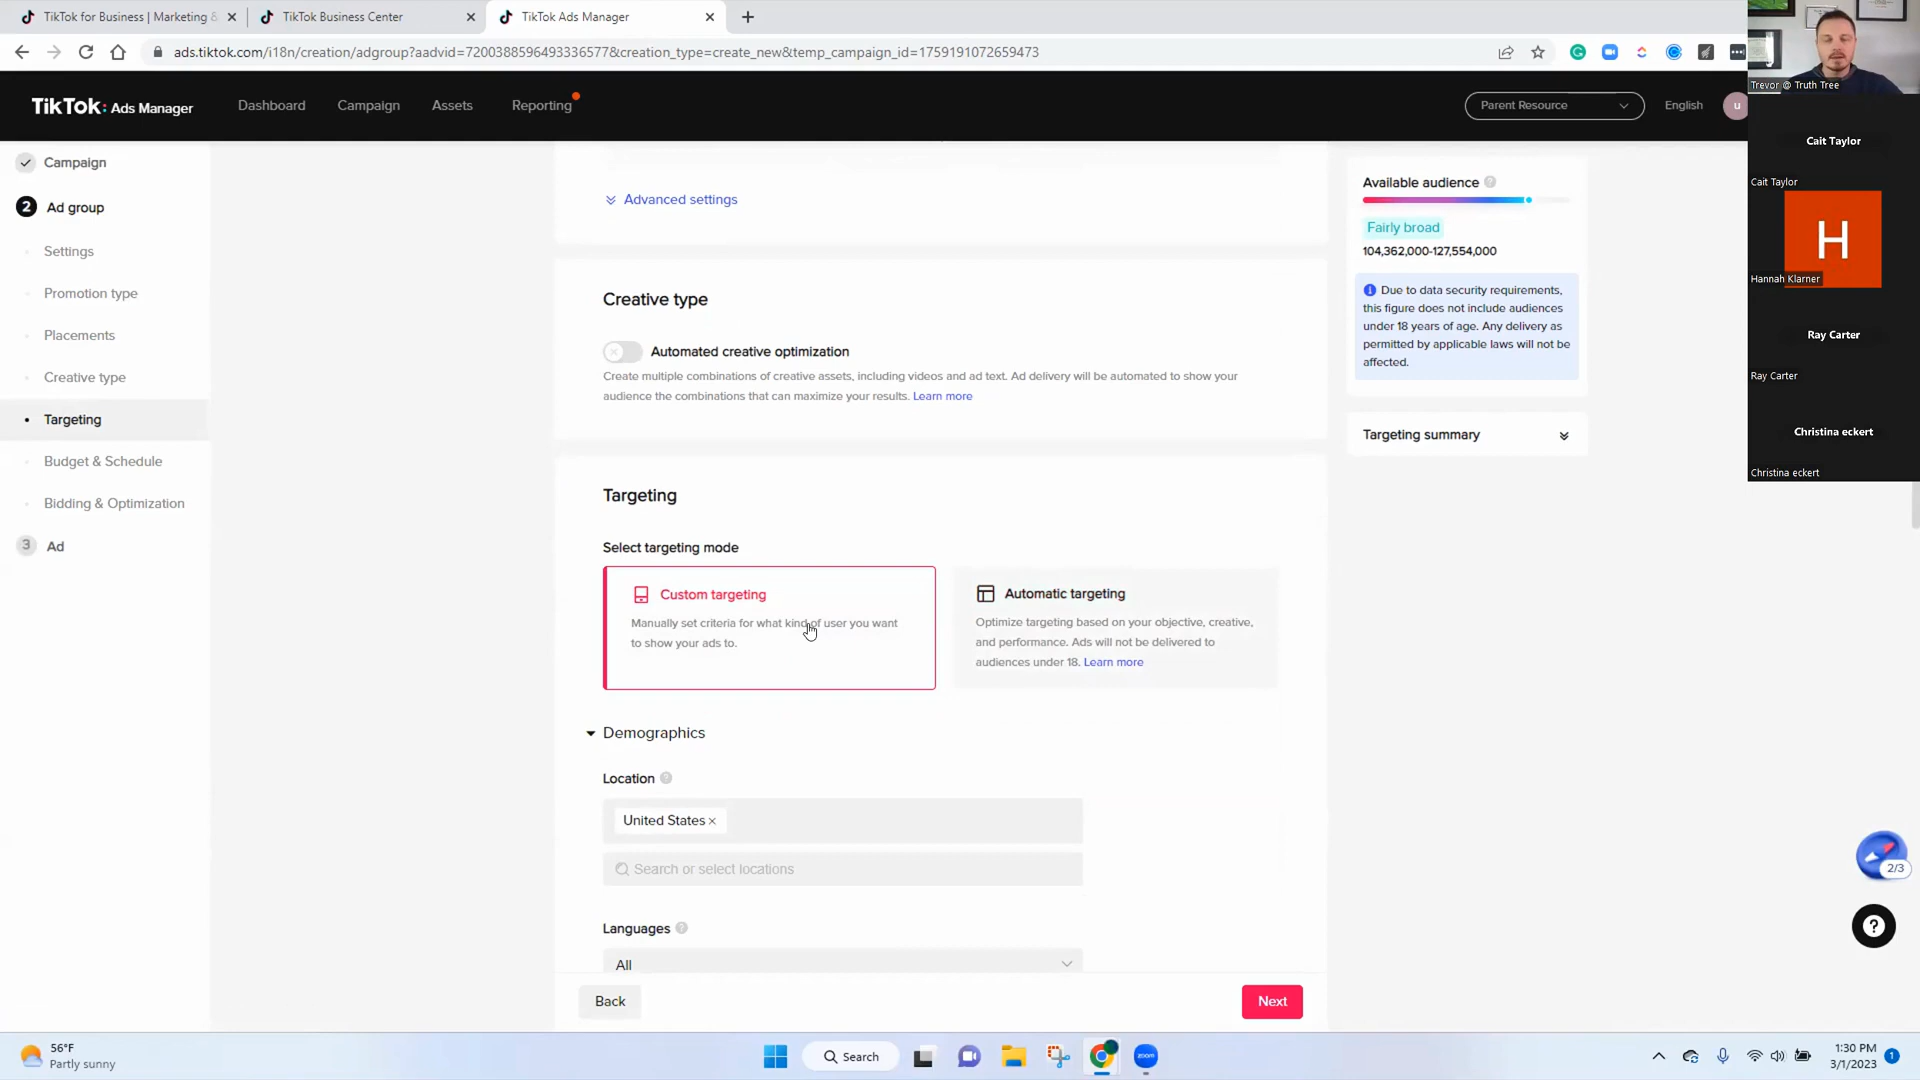 TikTok for Business | Marketing &
TikTok Business Center
TikTok Ads Manager
ads.tiktok.com/i18n/creation/adgroup?aadvid=7200388596493336577&creation_type=create_new&temp_campaign_id=1759191072659473
TikTok: Ads Manager
Dashboard
Campaign
Assets
Reporting
Parent Resource
English
u
Campaign
2 Ad group
Settings
Promotion type
Placements
Creative type
Targeting
Budget & Schedule
Bidding & Optimization
3 Ad
Advanced settings
Creative type
Automated creative optimization
Create multiple combinations of creative assets, including videos and ad text. Ad delivery will be automated to show your
audience the combinations that can maximize your results. Learn more
Targeting
Select targeting mode
Custom targeting
Manually set criteria for what kind of user you want
to show your ads to.
Automatic targeting
Optimize targeting based on your objective, creative,
and performance. Ads will not be delivered to
audiences under 18. Learn more
Demographics
Location ?
United States ×
Search or select locations
Languages ?
All
Back
Next
Available audience ?
Fairly broad
104,362,000-127,554,000
Due to data security requirements,
this figure does not include audiences
under 18 years of age. Any delivery as
permitted by applicable laws will not be
affected.
Targeting summary
2/3
?
Trevor @ Truth Tree
Cait Taylor
Cait Taylor
H
Hannah Klarner
Ray Carter
Ray Carter
Christina eckert
Christina eckert
56°F
Partly sunny
Search
zoom
1:30 PM
3/1/2023
1